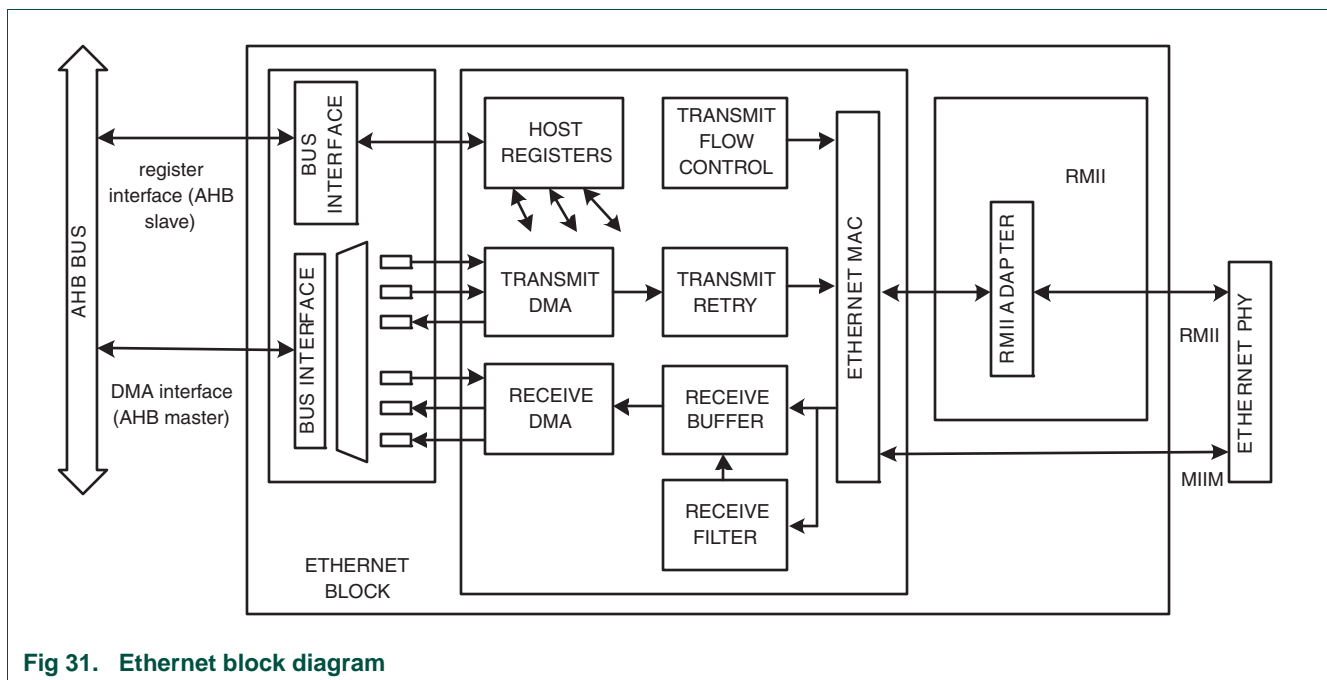 AHB BUS
register
interface (AHB
slave)
DMA interface
(AHB master)
BUS
INTERFACE
BUS INTERFACE
ETHERNET
BLOCK
HOST
REGISTERS
TRANSMIT
FLOW
CONTROL
TRANSMIT
DMA
TRANSMIT
RETRY
RECEIVE
DMA
RECEIVE
BUFFER
RECEIVE
FILTER
ETHERNET MAC
RMII
RMII ADAPTER
RMII
MIIM
ETHERNET PHY
Fig 31. Ethernet block diagram